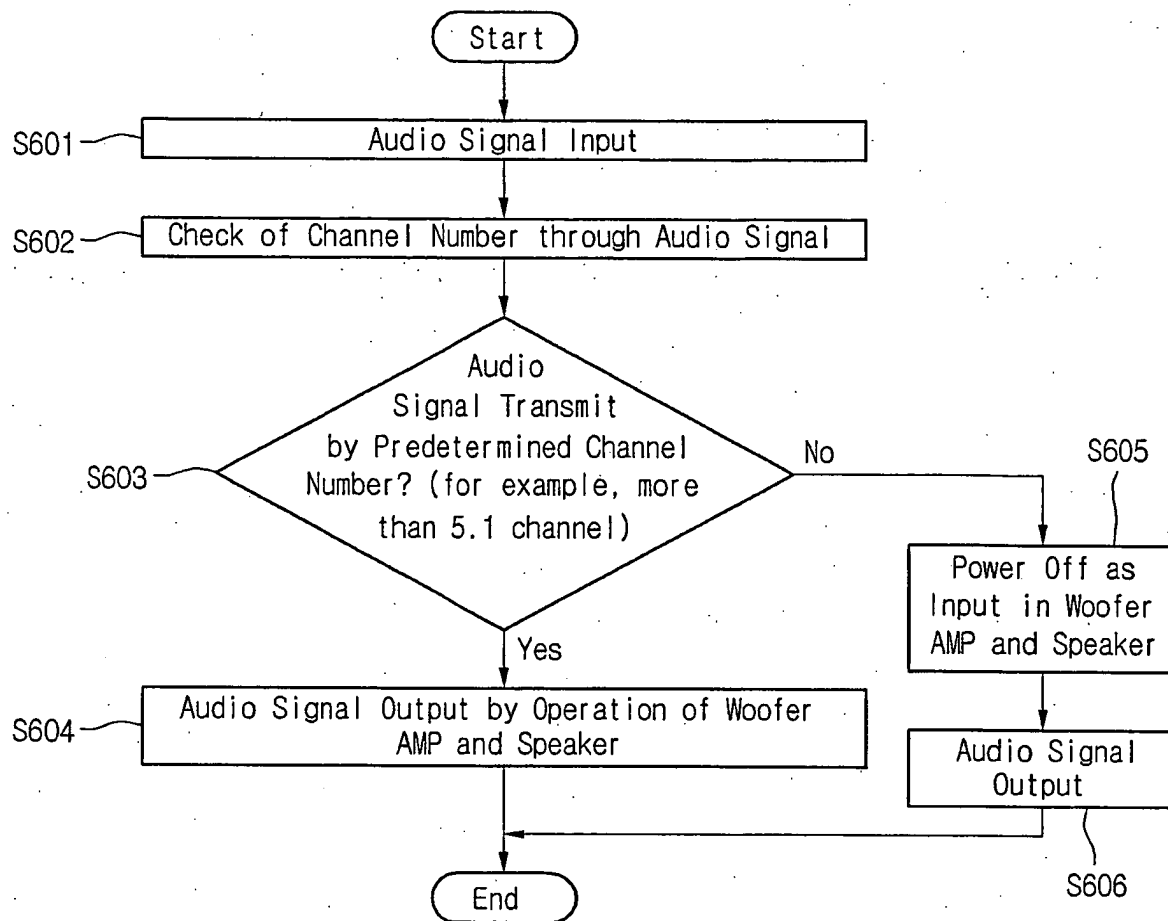 Start
S601
Audio Signal Input
S602
Check of Channel Number through Audio Signal
Audio
Signal Transmit
by Predetermined Channel
Number? (for example, more
than 5.1 channel)
S603
No
S605
Power Off as
Input in Woofer
AMP and Speaker
Yes
S604
Audio Signal Output by Operation of Woofer
AMP and Speaker
Audio Signal
Output
S606
End